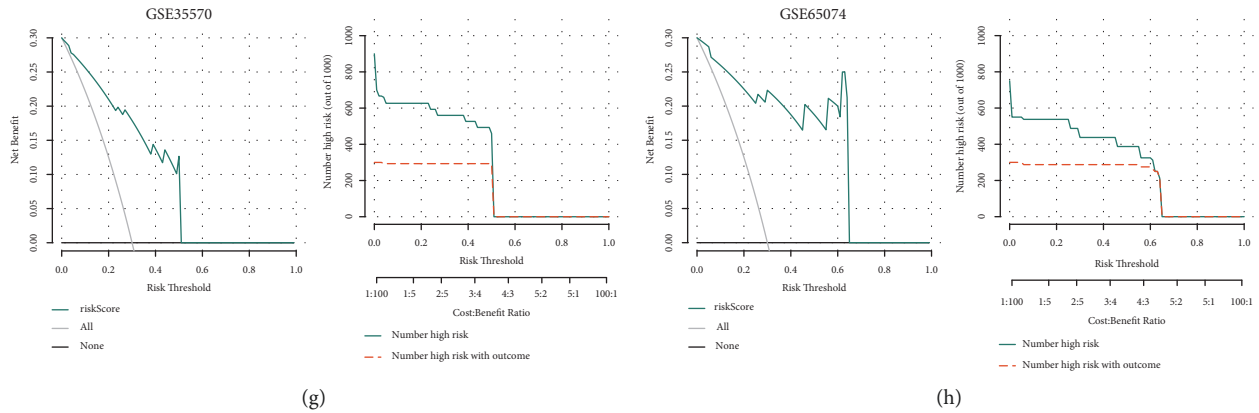 GSE35570
Net Benefit
0.30
0.25
0.20
0.15
0.10
0.05
0.00
0.0 0.2 0.4 0.6 0.8 1.0
Risk Threshold
riskScore
All
None
Number high risk (out of 1000)
1000
800
600
400
200
0
0.0 0.2 0.4 0.6 0.8 1.0
Risk Threshold
1:100 1:5 2:5 3:4 4:3 5:2 5:1 100:1
Cost:Benefit Ratio
Number high risk
Number high risk with outcome
(g)
GSE65074
Net Benefit
0.30
0.25
0.20
0.15
0.10
0.05
0.00
0.0 0.2 0.4 0.6 0.8 1.0
Risk Threshold
riskScore
All
None
Number high risk (out of 1000)
1000
800
600
400
200
0
0.0 0.2 0.4 0.6 0.8 1.0
Risk Threshold
1:100 1:5 2:5 3:4 4:3 5:2 5:1 100:1
Cost:Benefit Ratio
Number high risk
Number high risk with outcome
(h)